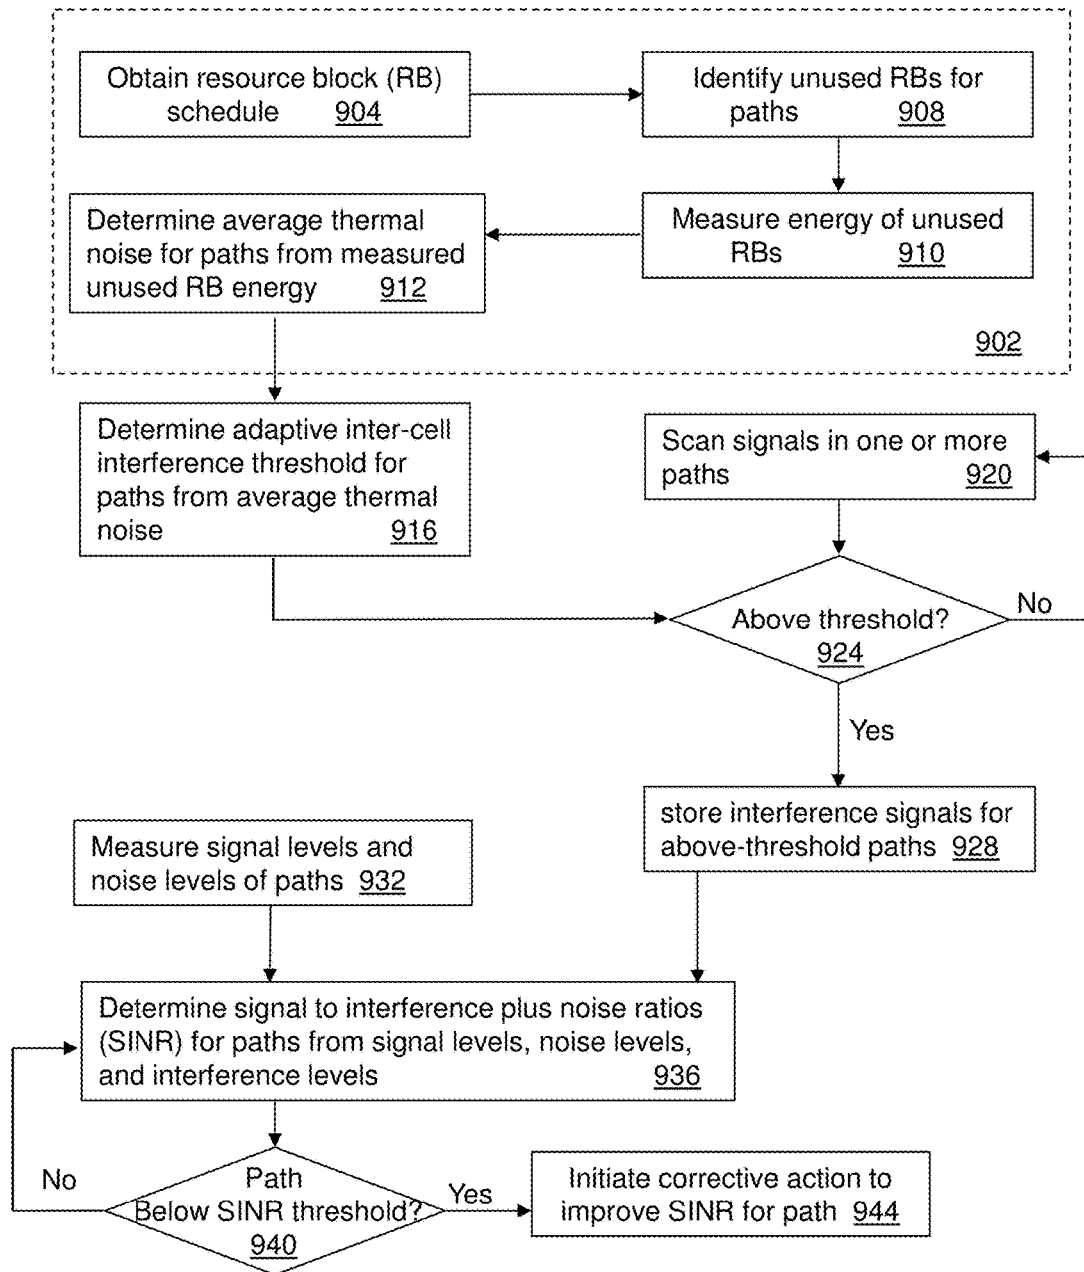 Obtain resource block (RB)
schedule 904
Identify unused RBs for
paths 908
Determine average thermal
noise for paths from measured
unused RB energy 912
Measure energy of unused
RBs 910
902
Determine adaptive inter-cell
interference threshold for
paths from average thermal
noise 916
Scan signals in one or more
paths 920
Above threshold?
924
No
Yes
store interference signals for
above-threshold paths 928
Measure signal levels and
noise levels of paths 932
Determine signal to interference plus noise ratios
(SINR) for paths from signal levels, noise levels,
and interference levels 936
No
Path
Below SINR threshold?
940
Yes
Initiate corrective action to
improve SINR for path 944